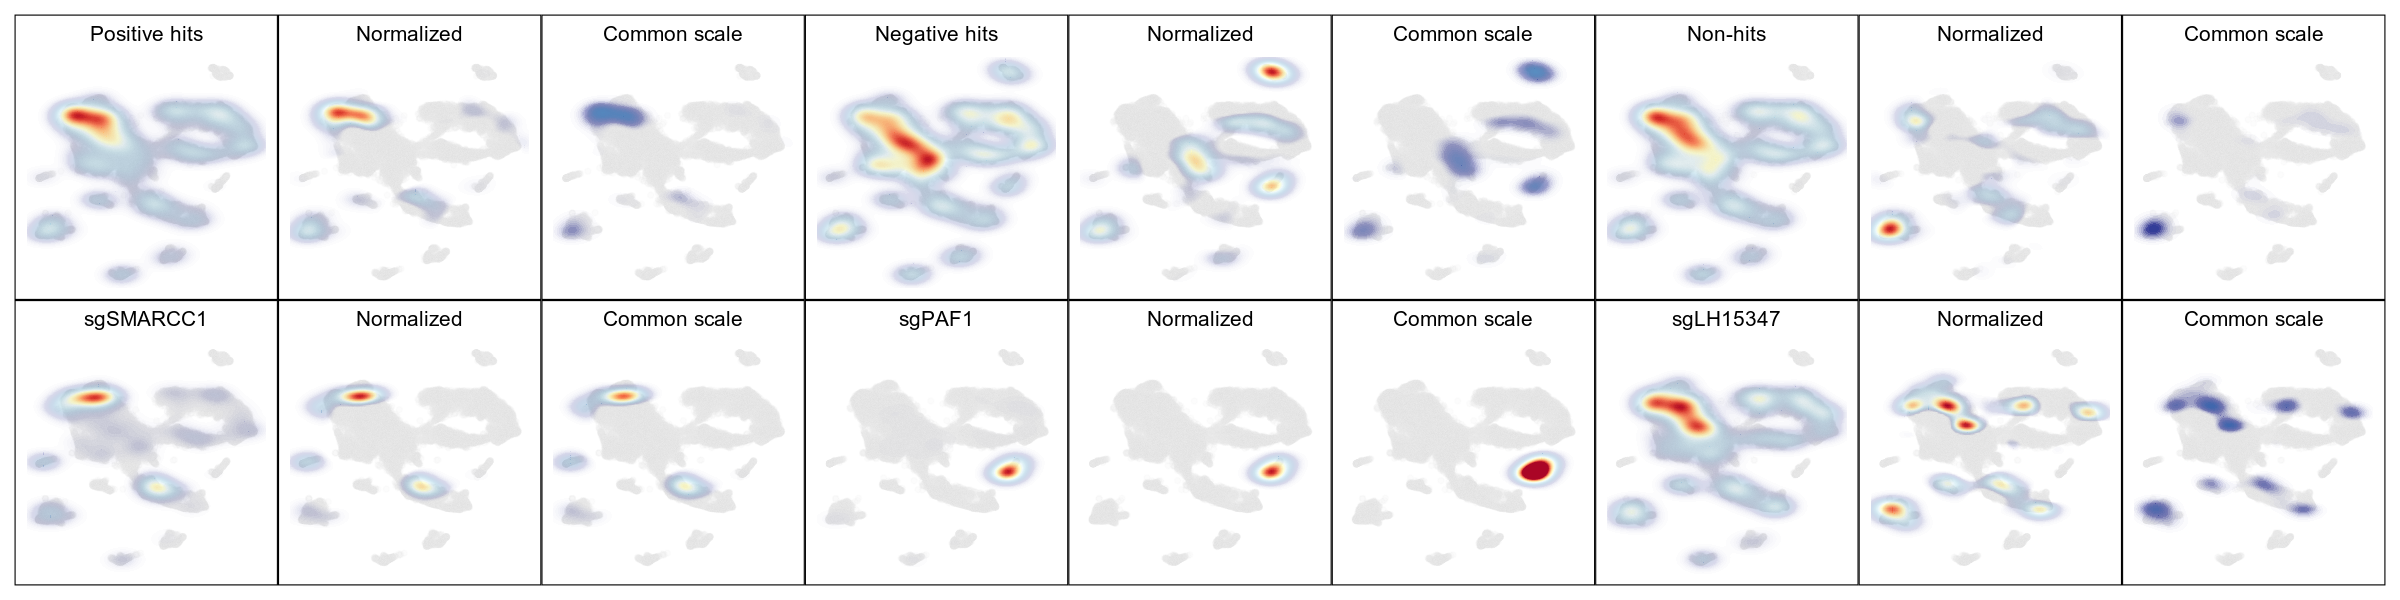 Positive hits
Normalized
Common scale
Negative hits
Normalized
Common scale
Non-hits
Normalized
Common scale
sgSMARCC1
Normalized
Common scale
sgPAF1
Normalized
Common scale
sgLH15347
Normalized
Common scale